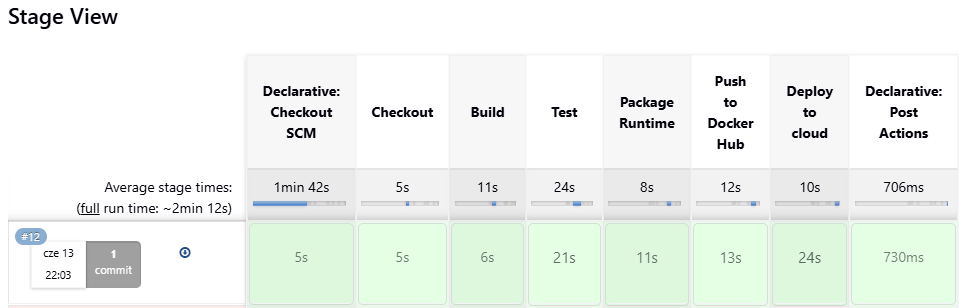 Stage View
Declarative:
Checkout
SCM
Checkout
Build
Test
Package
Runtime
Push
to
Docker
Hub
Deploy
to
cloud
Declarative:
Post
Actions
Average stage times:
(full run time: ~2min 12s)
1min 42s
5s
11s
24s
8s
12s
10s
706ms
#12
cze 13
22:03
1
commit
5s
5s
6s
21s
11s
13s
24s
730ms